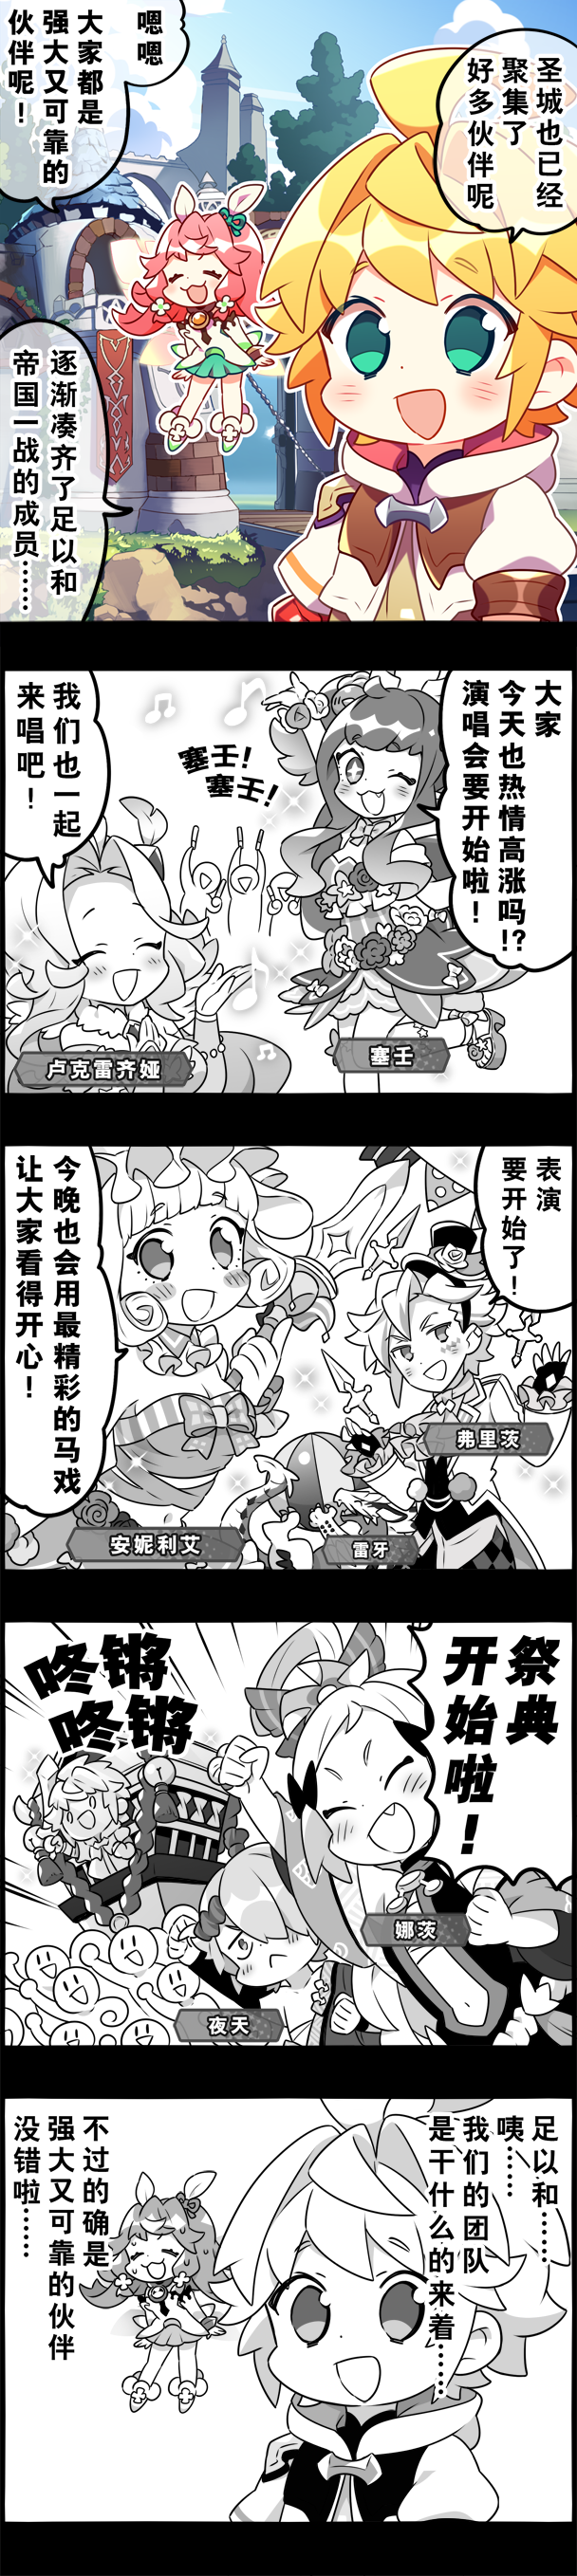 圣城也已经
聚集了
好多伙伴呢
嗯嗯
大家都是
强大又可靠的
伙伴呢！
逐渐凑齐了足以和
帝国一战的成员……
大家
今天也热情高涨吗!?
演唱会要开始啦！
塞壬！
塞壬！
我们也一起
来唱吧！
塞壬
卢克雷齐娅
表演
要开始了！
今晚也会用最精彩的马戏
让大家看得开心！
弗里茨
安妮利艾
雷牙
祭典
开始啦！
咚锵
咚锵
娜茨
夜天
足以和……
咦……
我们的团队
是干什么的来着……
不过的确是
强大又可靠的伙伴
没错啦……